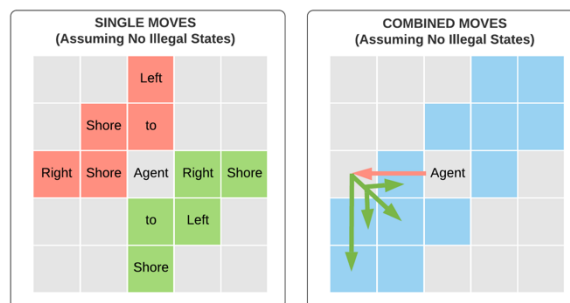 SINGLE MOVES
(Assuming No Illegal States)
Left
Shore to
Right Shore Agent Right Shore
to Left
Shore
COMBINED MOVES
(Assuming No Illegal States)
Agent